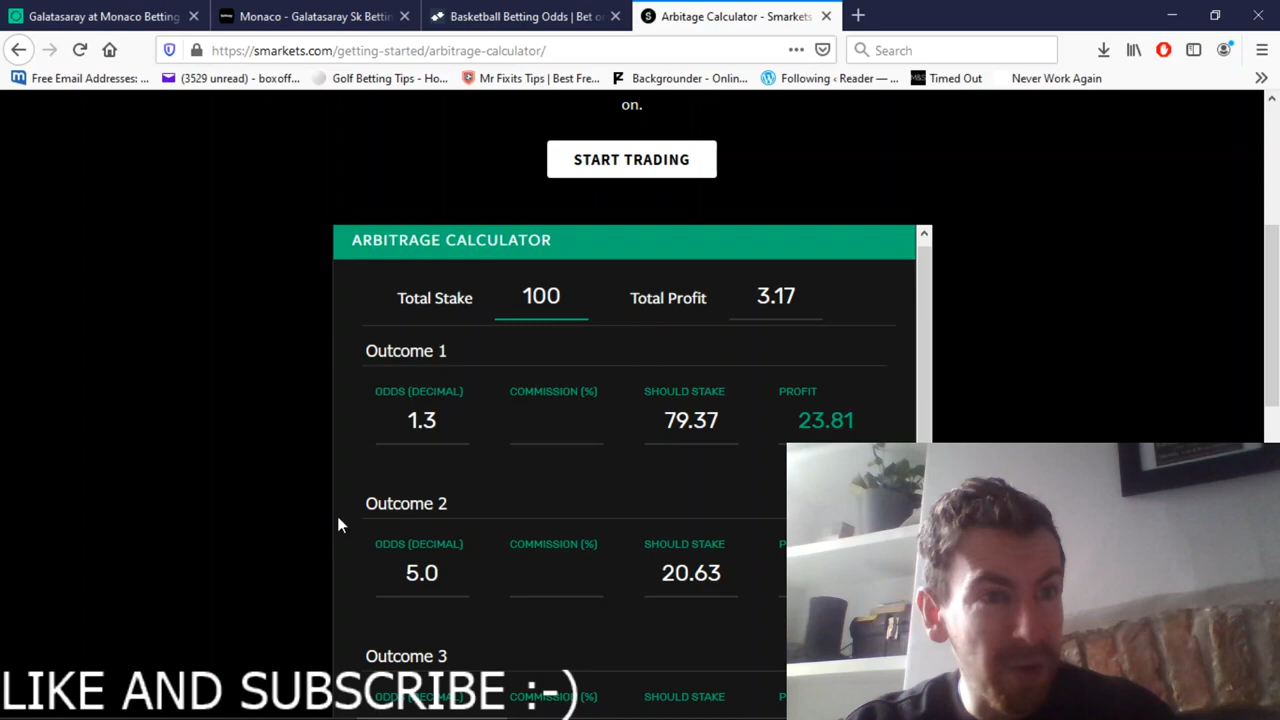 Galatasaray at Monaco Betting
Monaco - Galatasaray Sk Bettin
Basketball Betting Odds | Bet o
Arbitage Calculator - Smarkets
https://smarkets.com/getting-started/arbitrage-calculator/
Search
Free Email Addresses: ...
(3529 unread) - boxoff...
Golf Betting Tips - Ho...
Mr Fixits Tips | Best Fre...
Backgrounder - Onlin...
Following ‹ Reader — ...
M&S
Timed Out
Never Work Again
on.
START TRADING
ARBITRAGE CALCULATOR
Total Stake 100 Total Profit 3.17
Outcome 1
ODDS (DECIMAL) COMMISSION (%) SHOULD STAKE PROFIT
1.3 79.37 23.81
Outcome 2
ODDS (DECIMAL) COMMISSION (%) SHOULD STAKE P
5.0 20.63
Outcome 3
ODDS (DECIMAL) COMMISSION (%) SHOULD STAKE P
LIKE AND SUBSCRIBE :-)